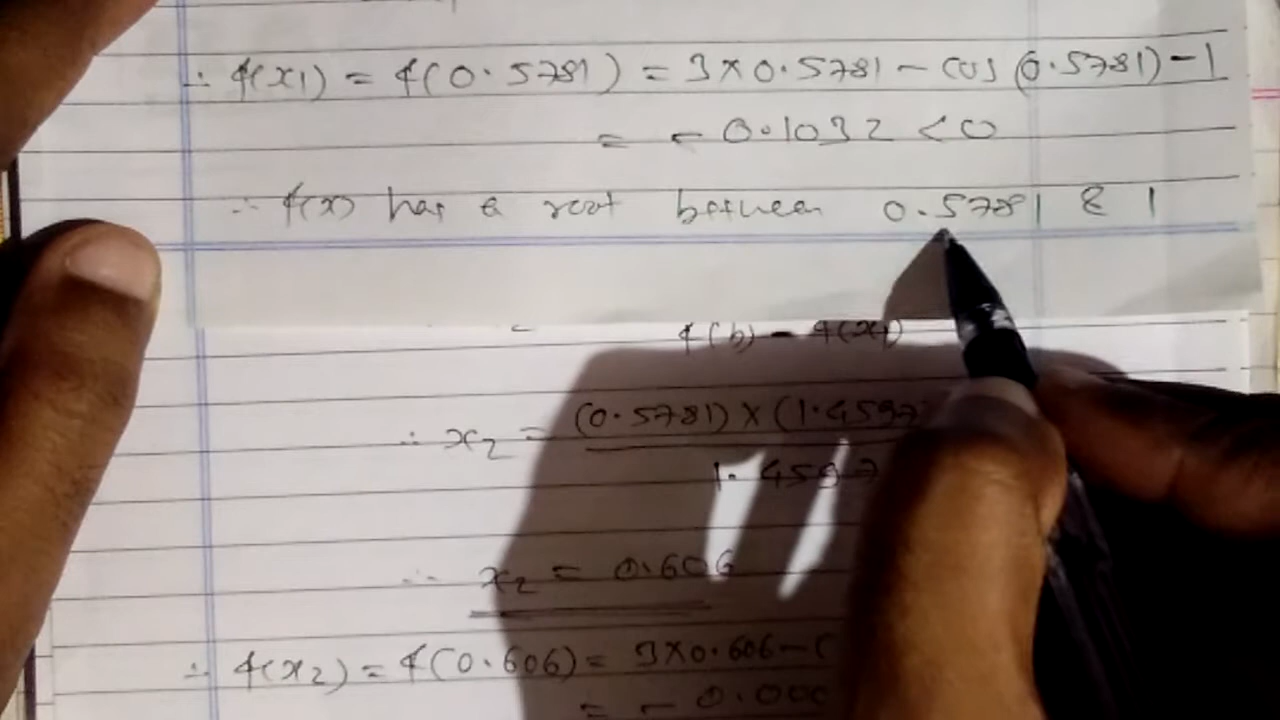 ∴ f(x1) = f(0.5781) = 3×0.5781 - cos (0.5781) - 1
= - 0.1032 < 0
∴ f(x) has a root between 0.5781 & 1
f(b) - f(x1)
∴ x2 = (0.5781) × (1.4597
1.4597
∴ x2 = 0.606
∴ f(x2) = f(0.606) = 3×0.606 - c
= - 0.000